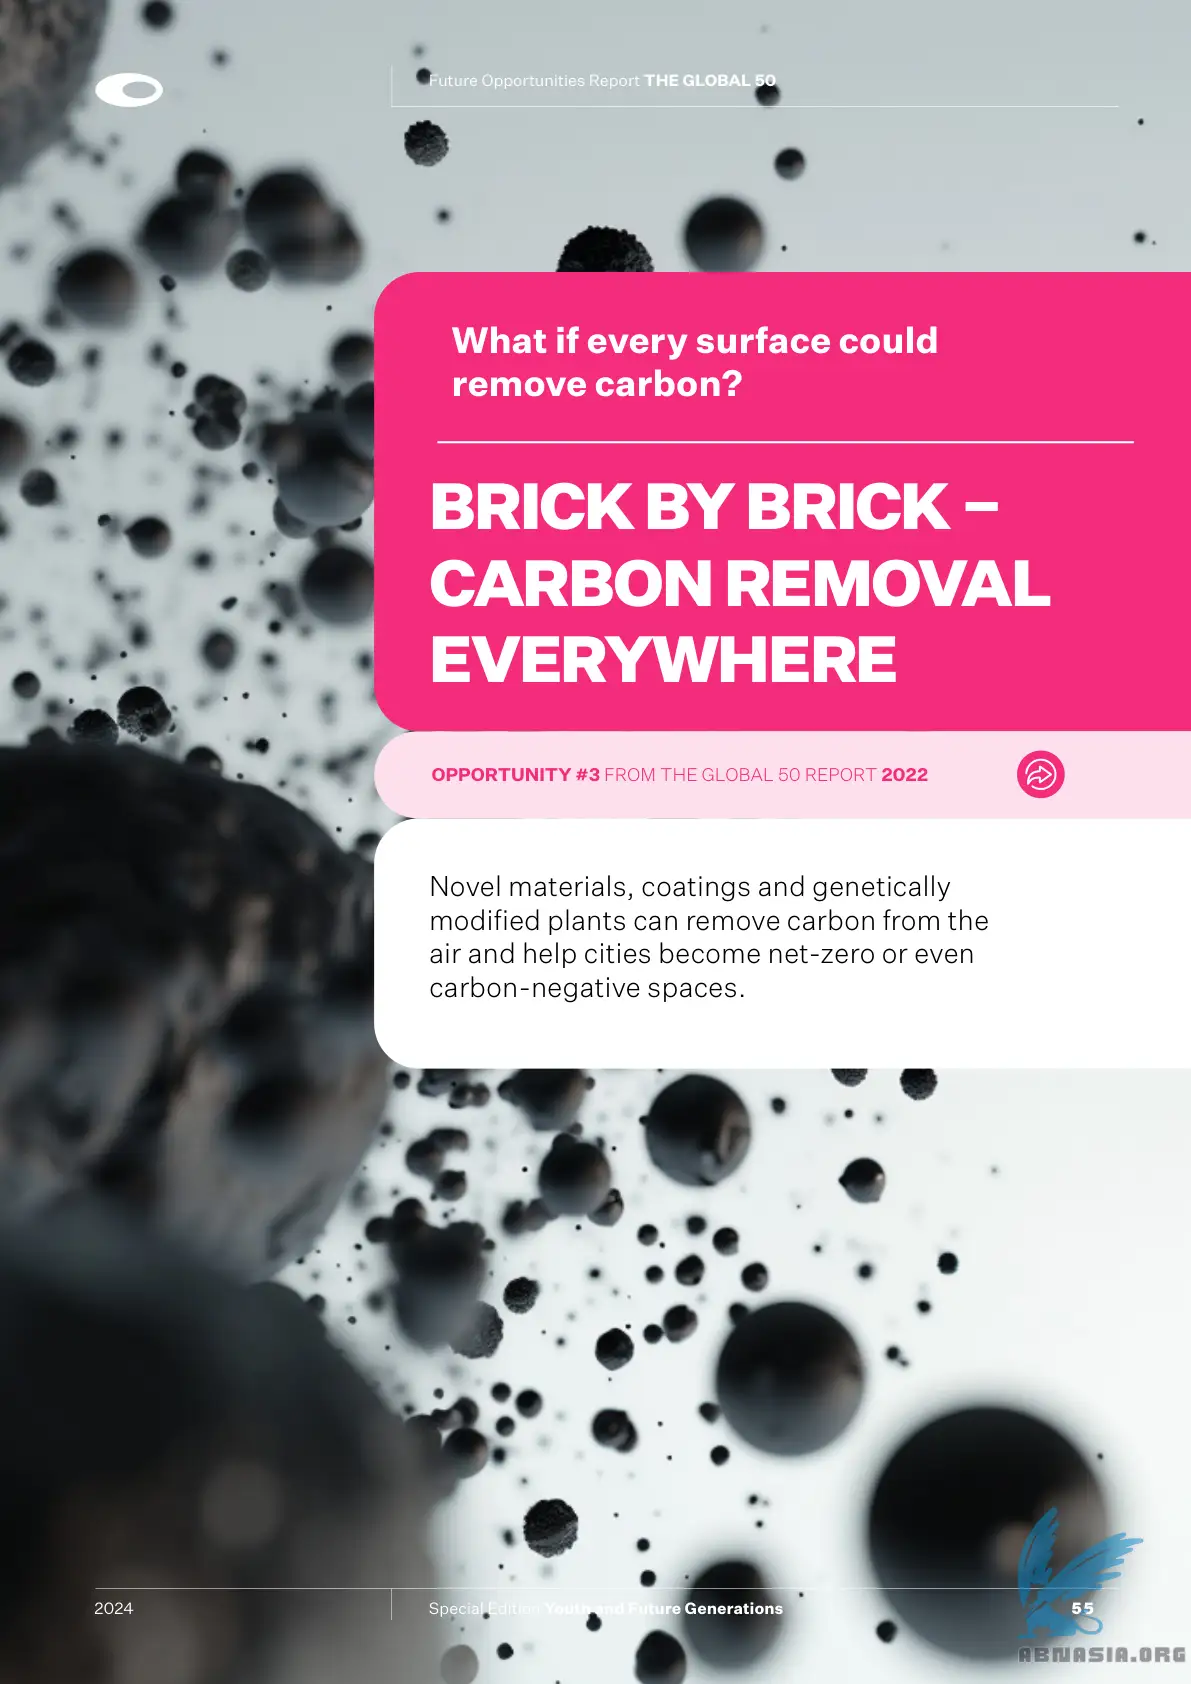 Future Opportunities Report THE GLOBAL 50
What if every surface could
remove carbon?
BRICK BY BRICK –
CARBON REMOVAL
EVERYWHERE
OPPORTUNITY #3 FROM THE GLOBAL 50 REPORT 2022
Novel materials, coatings and genetically
modified plants can remove carbon from the
air and help cities become net-zero or even
carbon-negative spaces.
2024
Special Edition Youth and Future Generations
55
ABNASIA.ORG